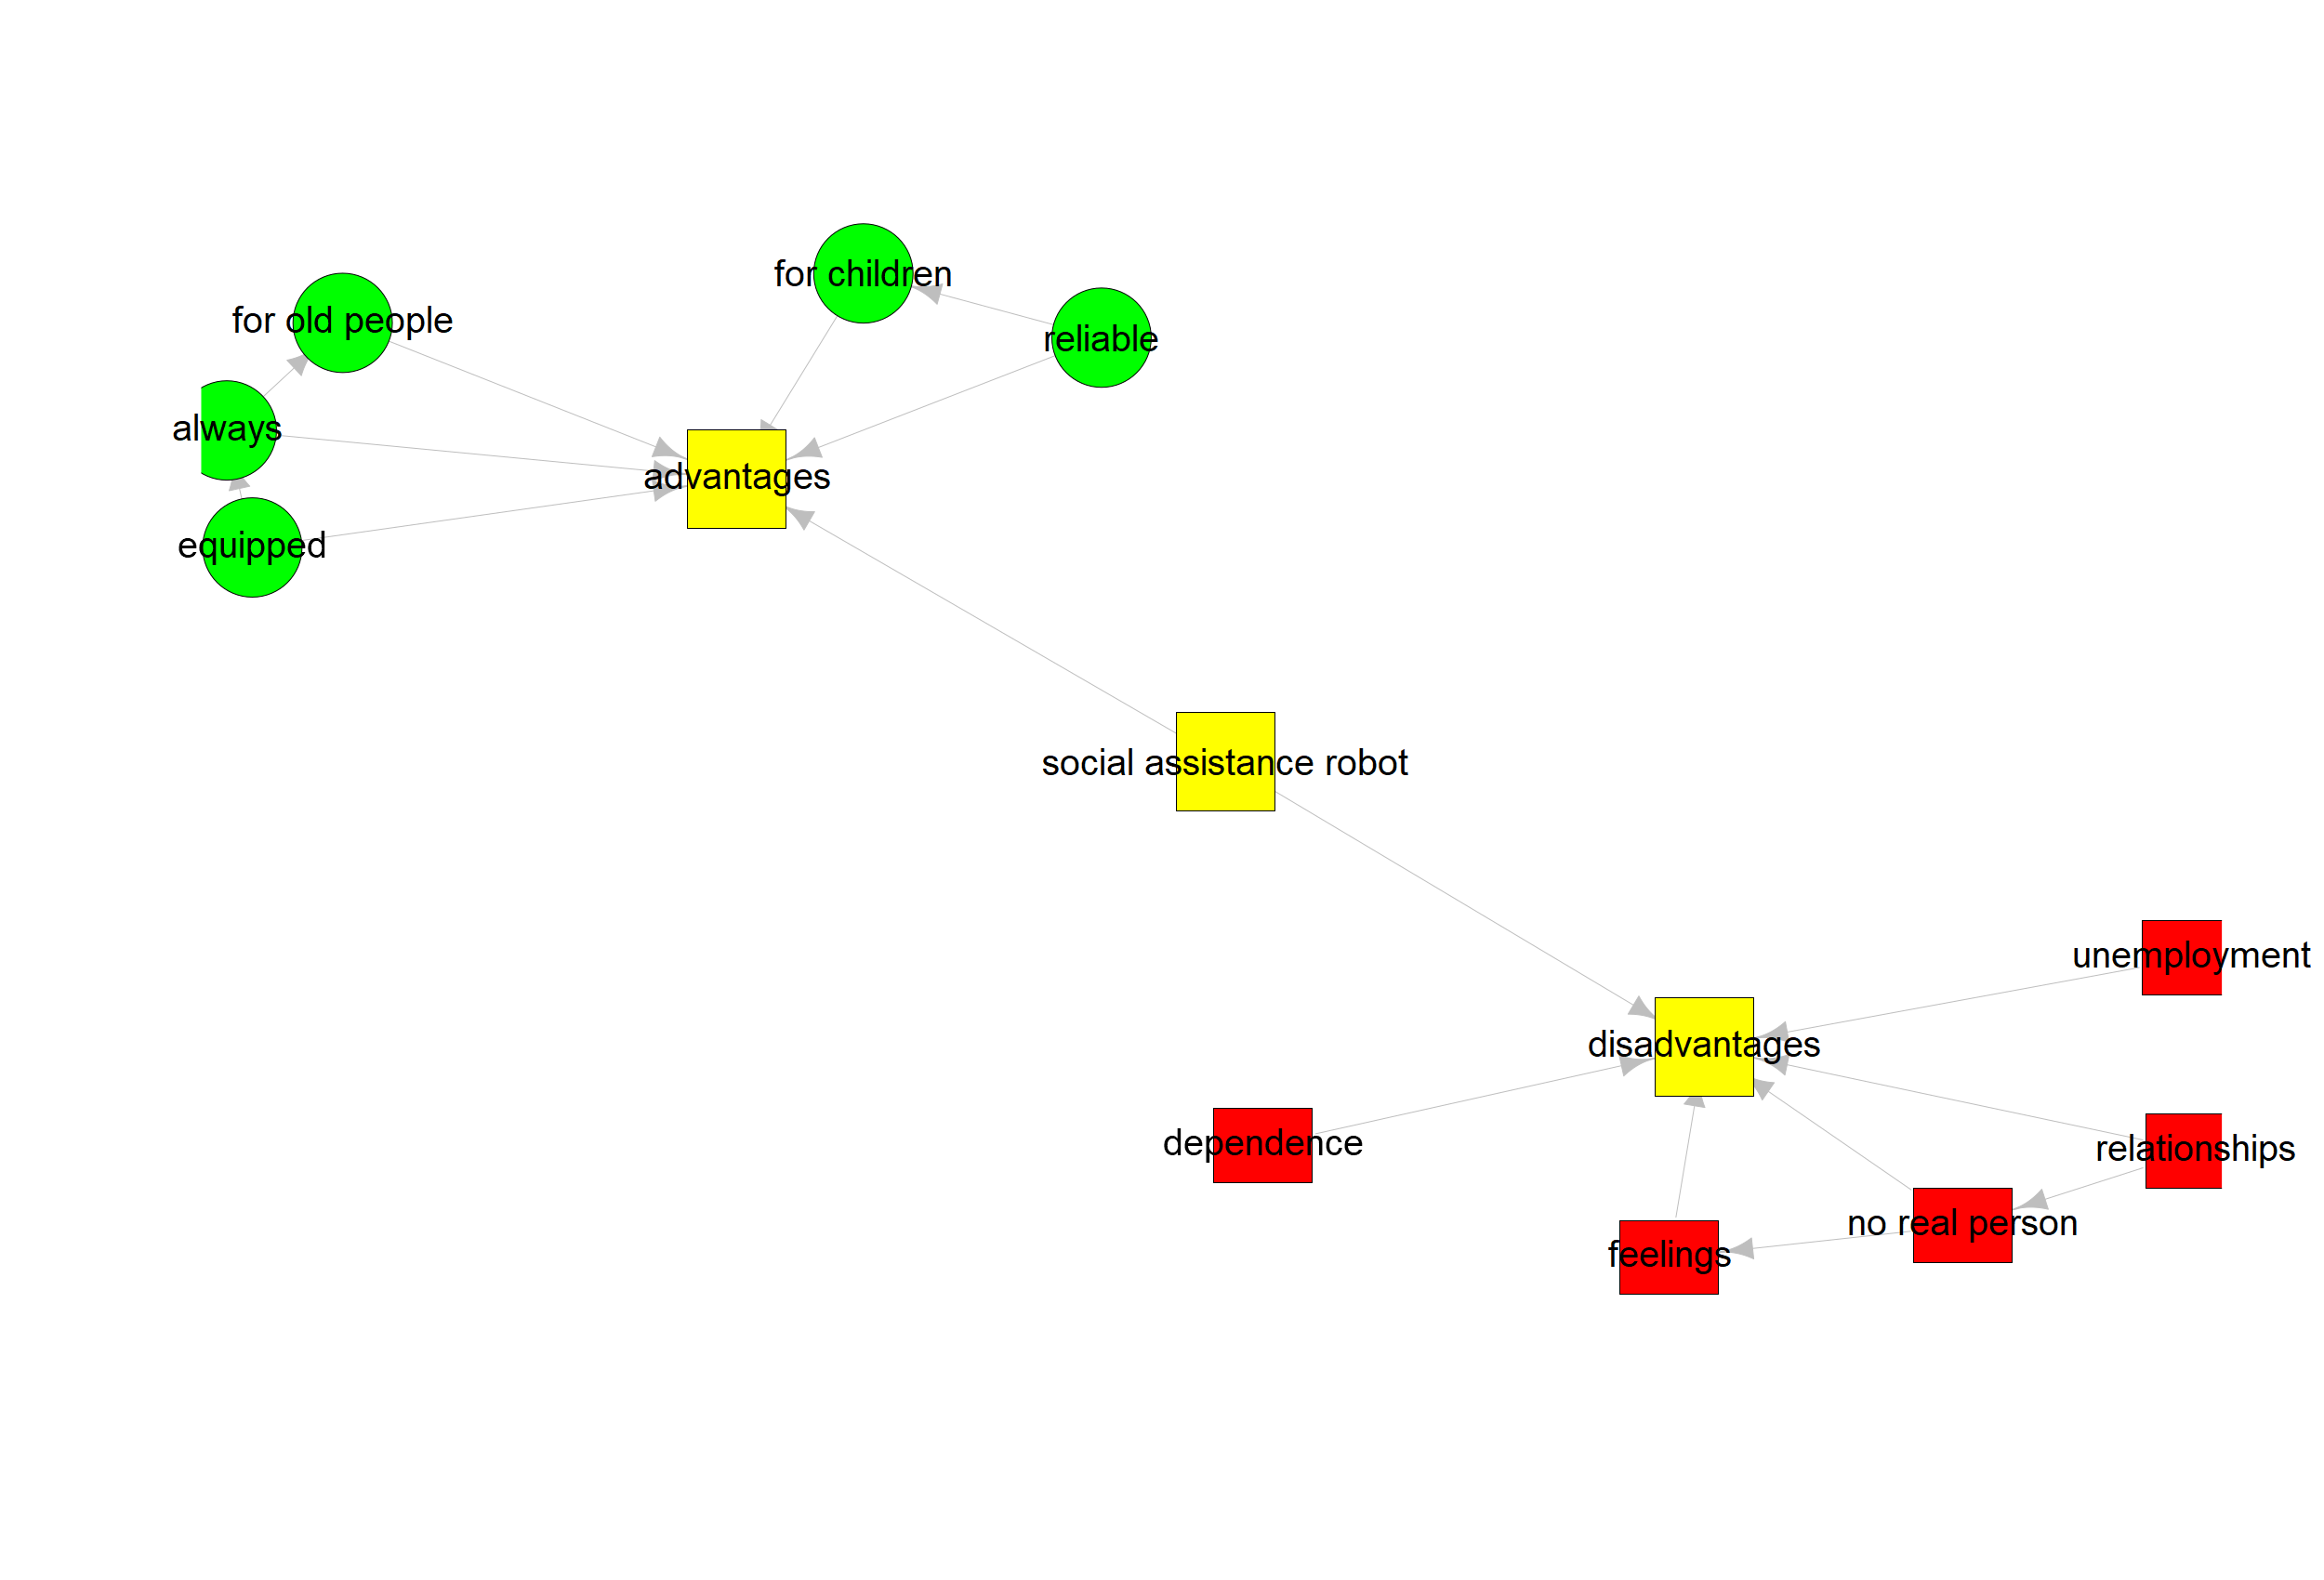 for children
for old people
reliable
always
advantages
equipped
social assistance robot
unemployment
disadvantages
dependence
relationships
no real person
feelings